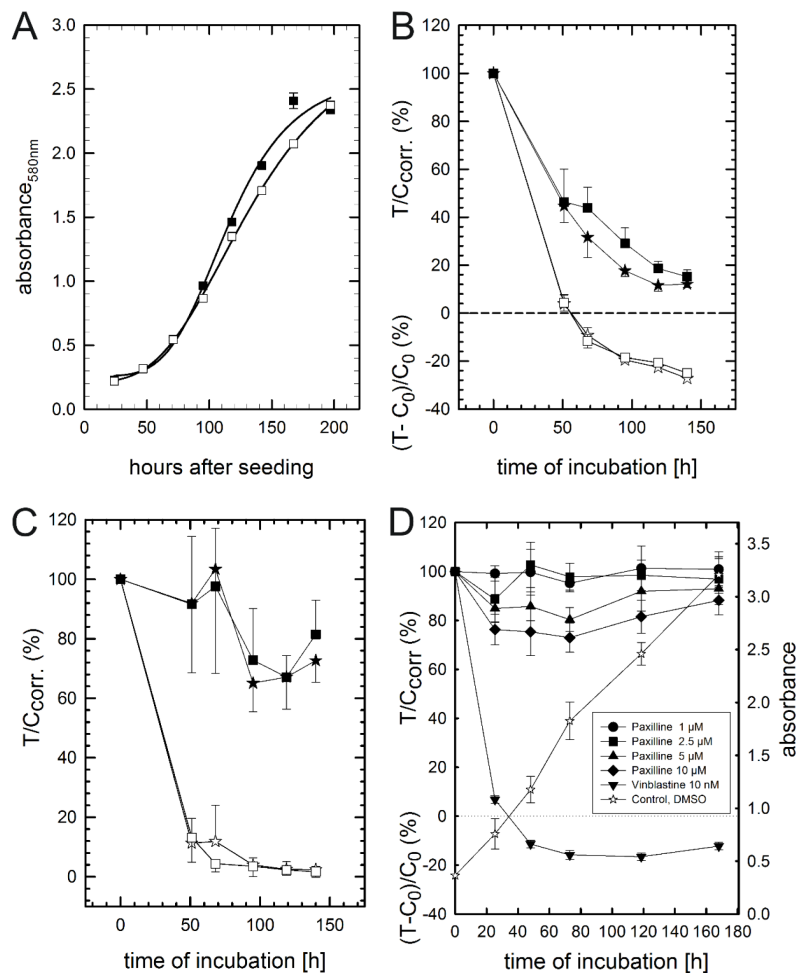 A
3.0
2.5
2.0
1.5
1.0
0.5
0.0
absorbance580nm
0 50 100 150 200
hours after seeding
B
120
100
80
60
40
20
0
-20
-40
T/Ccorr. (%)
(T- C0)/C0 (%)
0 50 100 150
time of incubation [h]
C
120
100
80
60
40
20
0
T/Ccorr. (%)
0 50 100 150
time of incubation [h]
D
120
100
80
60
40
20
0
-20
-40
T/Ccorr (%)
(T-C0)/C0 (%)
Paxilline 1 µM
Paxilline 2.5 µM
Paxilline 5 µM
Paxilline 10 µM
Vinblastine 10 nM
Control, DMSO
3.5
3.0
2.5
2.0
1.5
1.0
0.5
0.0
absorbance
0 20 40 60 80 100 120 140 160 180
time of incubation [h]